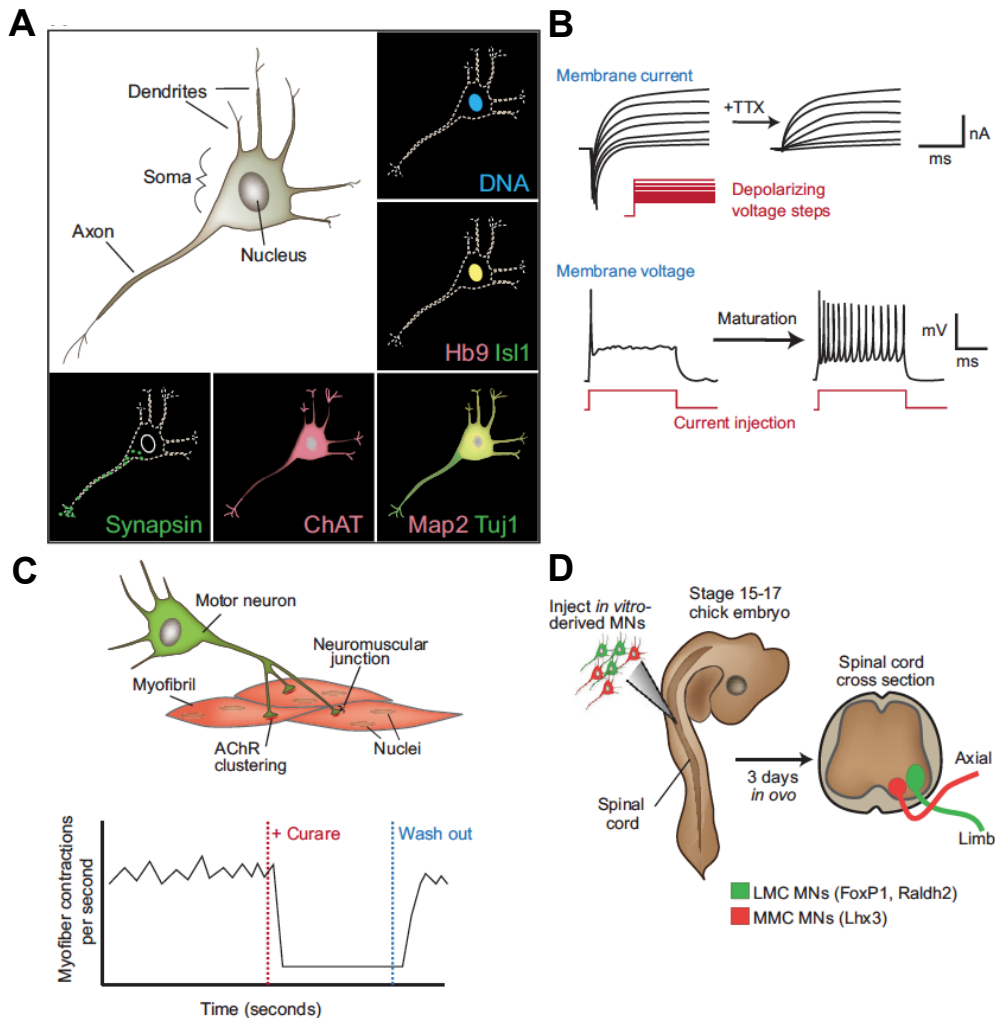 A
Dendrites
Soma
Axon
Nucleus
DNA
Hb9 Isl1
Synapsin
ChAT
Map2 Tuj1
B
Membrane current
+TTX
nA
ms
Depolarizing
voltage steps
Membrane voltage
Maturation
mV
ms
Current injection
C
Motor neuron
Neuromuscular
junction
Myofibril
AChR
clustering
Nuclei
+ Curare
Wash out
Myofiber contractions
per second
Time (seconds)
D
Inject in vitro-
derived MNs
Stage 15-17
chick embryo
Spinal cord
cross section
3 days
in ovo
Axial
Limb
Spinal
cord
LMC MNs (FoxP1, Raldh2)
MMC MNs (Lhx3)